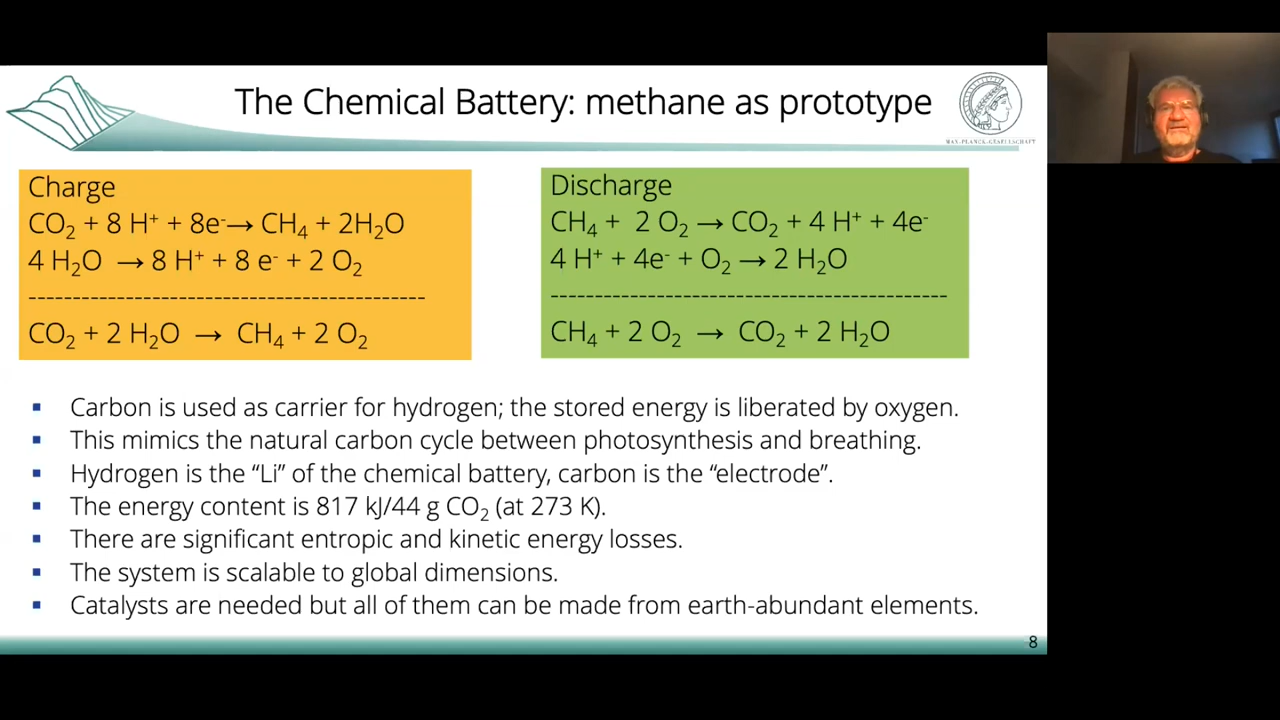 The Chemical Battery: methane as prototype
MAX-PLANCK-GESELLSCHAFT
Charge
CO₂ + 8 H⁺ + 8e⁻→ CH₄ + 2H₂O
4 H₂O → 8 H⁺ + 8 e⁻ + 2 O₂
--------------------------------------------
CO₂ + 2 H₂O → CH₄ + 2 O₂
Discharge
CH₄ + 2 O₂ → CO₂ + 4 H⁺ + 4e⁻
4 H⁺ + 4e⁻ + O₂ → 2 H₂O
--------------------------------------------
CH₄ + 2 O₂ → CO₂ + 2 H₂O
▪ Carbon is used as carrier for hydrogen; the stored energy is liberated by oxygen.
▪ This mimics the natural carbon cycle between photosynthesis and breathing.
▪ Hydrogen is the “Li” of the chemical battery, carbon is the “electrode”.
▪ The energy content is 817 kJ/44 g CO₂ (at 273 K).
▪ There are significant entropic and kinetic energy losses.
▪ The system is scalable to global dimensions.
▪ Catalysts are needed but all of them can be made from earth-abundant elements.
8